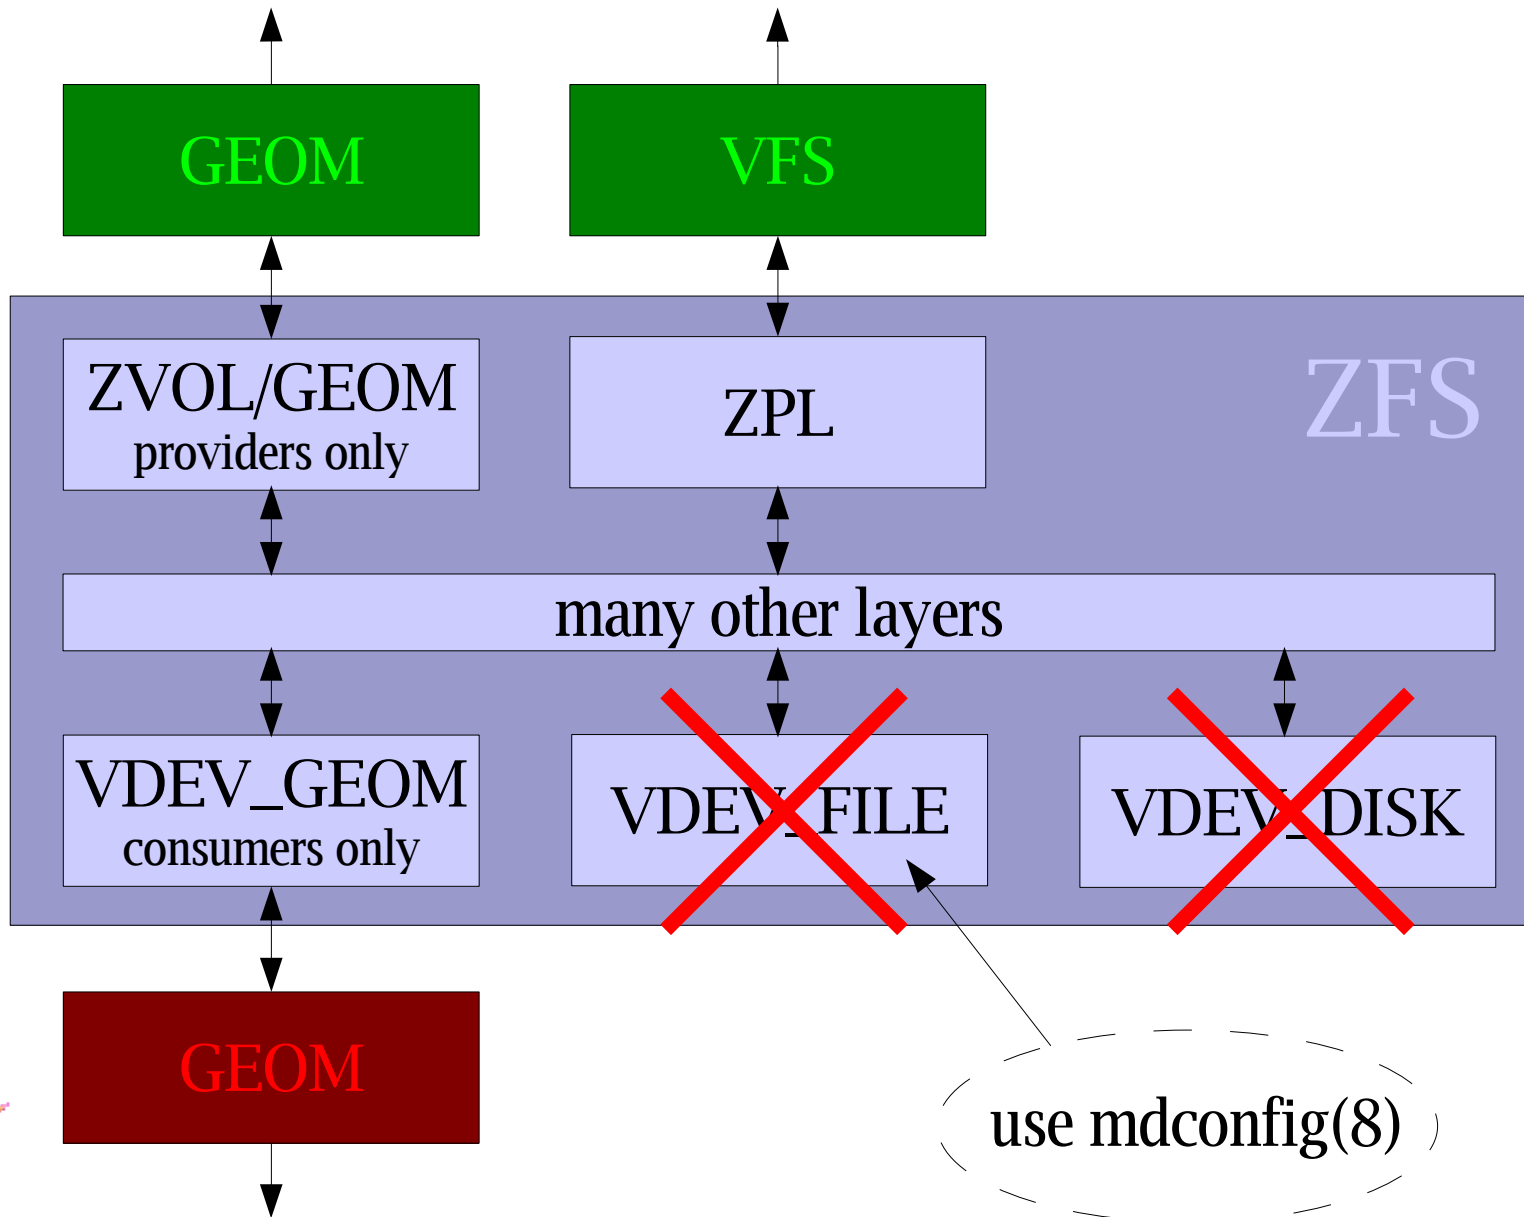 GEOM
VFS
ZVOL/GEOM
providers only
ZPL
ZFS
many other layers
VDEV_GEOM
consumers only
VDEV_FILE
VDEV_DISK
GEOM
use mdconfig(8)